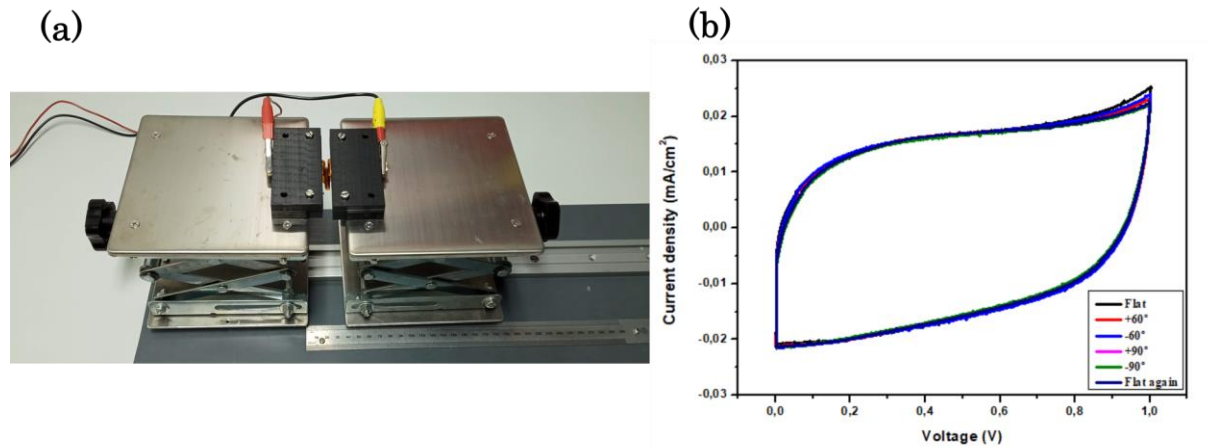 (a)
(b)
0,03
0,02
0,01
0,00
-0,01
-0,02
-0,03
Current density (mA/cm²)
Flat
+60°
-60°
+90°
-90°
Flat again
0,0 0,2 0,4 0,6 0,8 1,0
Voltage (V)